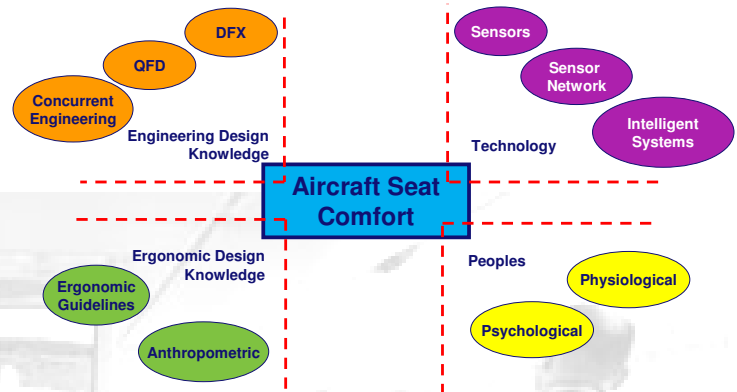 DFX
QFD
Concurrent
Engineering
Engineering Design
Knowledge
Sensors
Sensor
Network
Intelligent
Systems
Technology
Aircraft Seat
Comfort
Ergonomic Design
Knowledge
Ergonomic
Guidelines
Anthropometric
Peoples
Physiological
Psychological